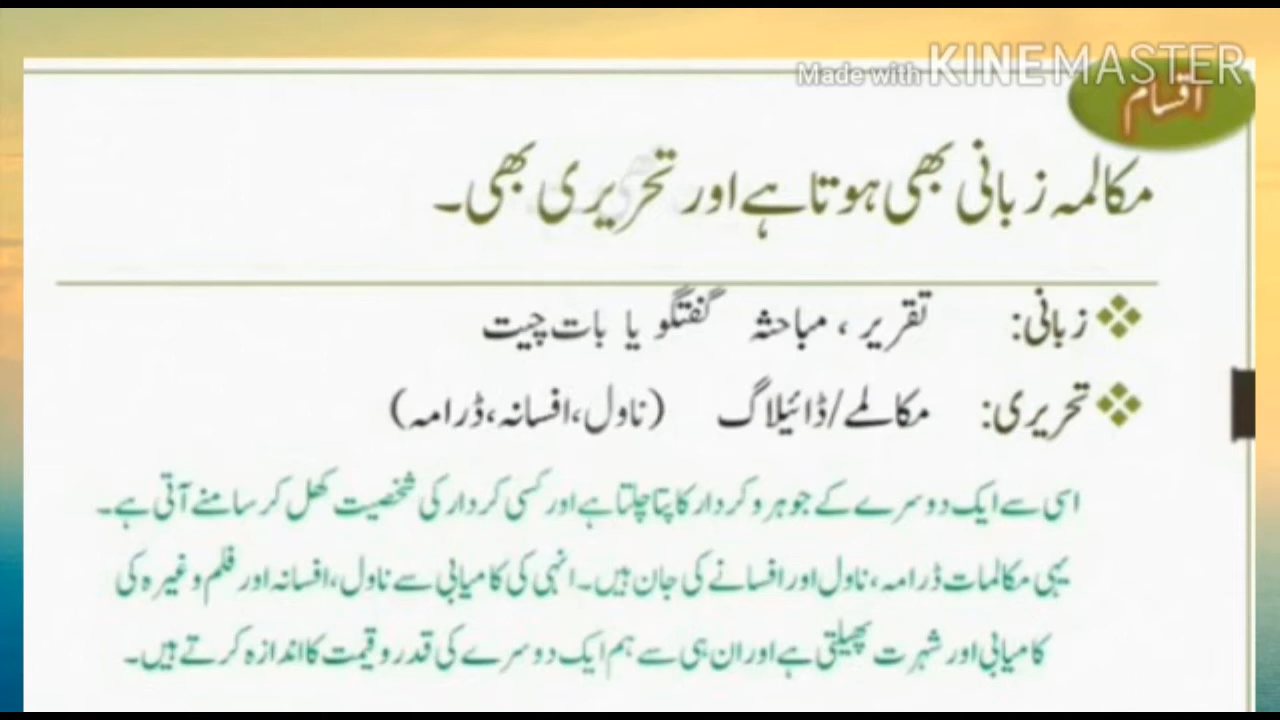 Made with KINEMASTER
اقسام
مکالمہ زبانی بھی ہوتا ہے اور تحریری بھی۔
زبانی: تقریر ، مباحثہ گفتگو یا بات چیت
تحریری: مکالمے/ڈائیلاگ (ناول،افسانہ،ڈرامہ)
اسی سے ایک دوسرے کے جوہر و کردار کا پتا چلتا ہے اور کسی کردار کی شخصیت کھل کر سامنے آتی ہے۔
یہی مکالمات ڈرامہ، ناول اور افسانے کی جان ہیں۔ انہی کی کامیابی سے ناول، افسانہ اور فلم وغیرہ کی
کامیابی اور شہرت پھیلتی ہے اور ان ہی سے ہم ایک دوسرے کی قدر و قیمت کا اندازہ کرتے ہیں۔